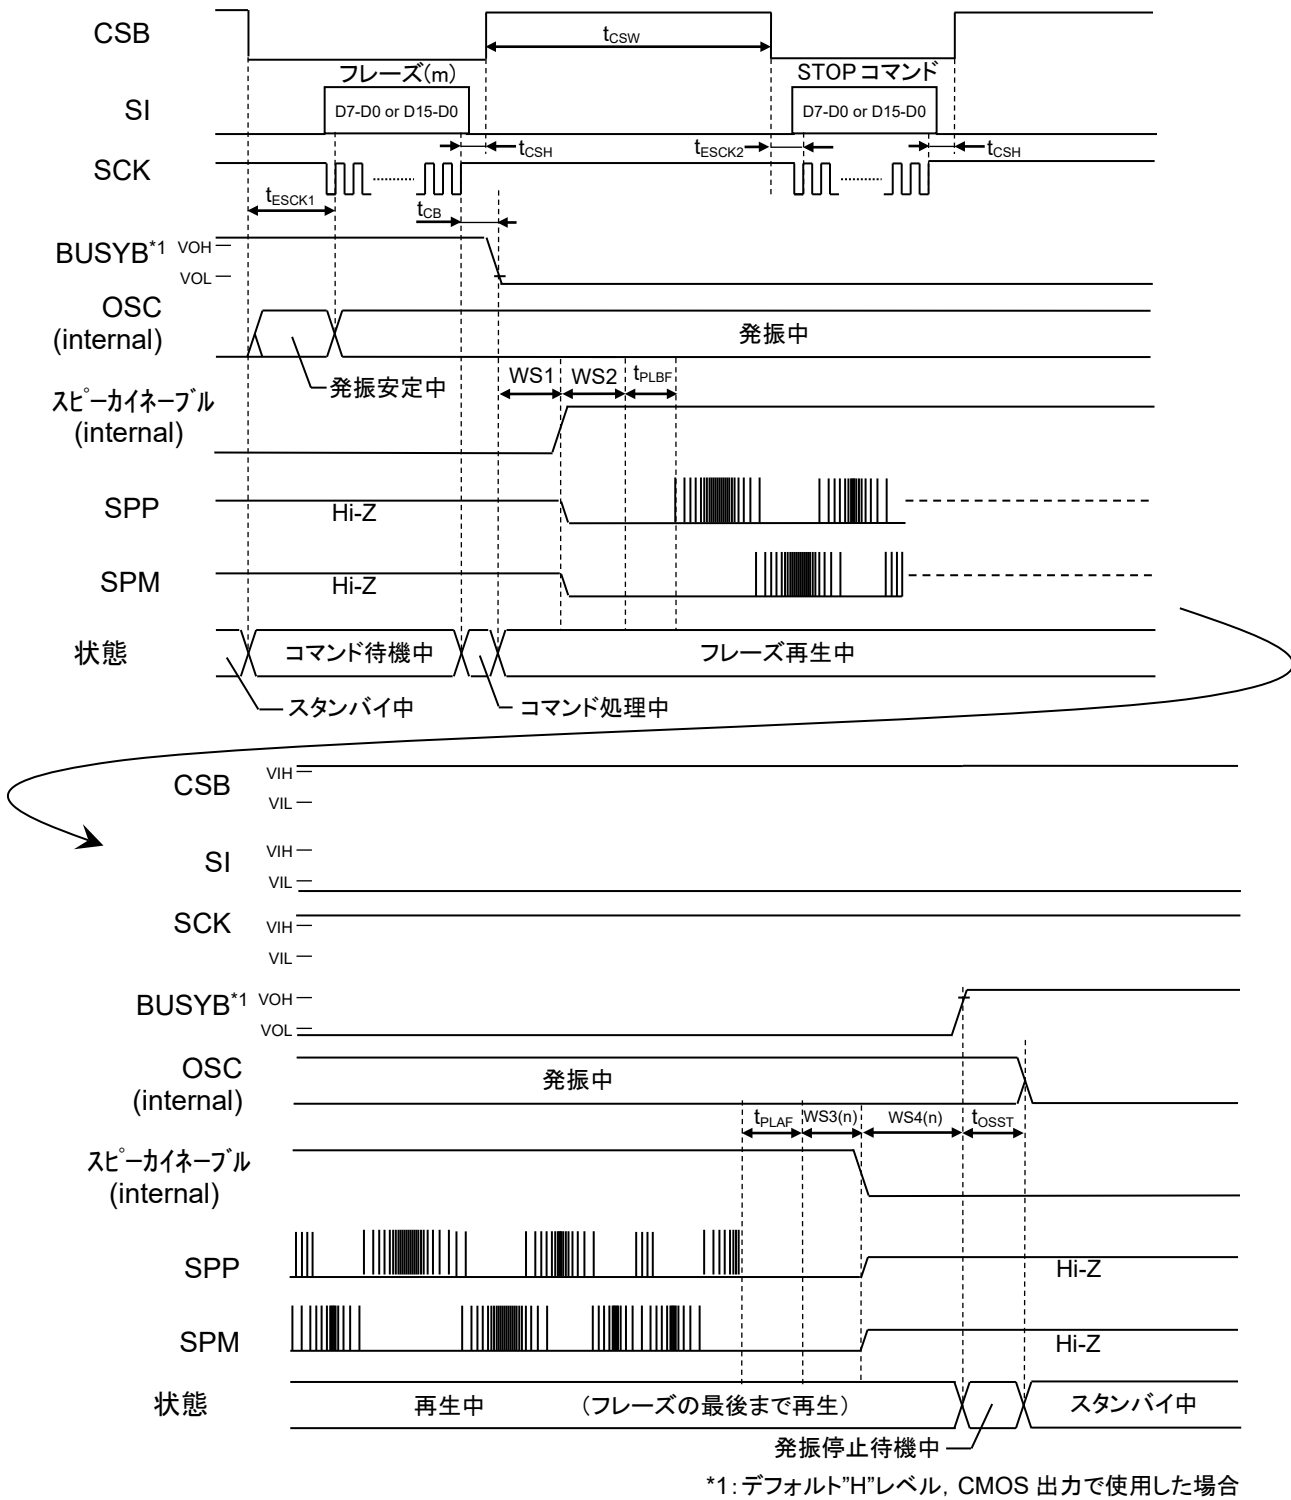 CSB
tCSW
フレーズ(m)
STOP コマンド
SI
D7-D0 or D15-D0
D7-D0 or D15-D0
tCSH
tESCK2
tCSH
SCK
tESCK1
tCB
BUSYB*1
VOH
VOL
OSC
(internal)
発振中
発振安定中
WS1
WS2
tPLBF
スピーカイネーブル
(internal)
SPP
Hi-Z
SPM
Hi-Z
状態
コマンド待機中
フレーズ再生中
スタンバイ中
コマンド処理中
CSB
VIH
VIL
SI
VIH
VIL
SCK
VIH
VIL
BUSYB*1
VOH
VOL
OSC
(internal)
発振中
tPLAF
WS3(n)
WS4(n)
tOSST
スピーカイネーブル
(internal)
SPP
Hi-Z
SPM
Hi-Z
状態
再生中
(フレーズの最後まで再生)
スタンバイ中
発振停止待機中
*1:デフォルト"H"レベル, CMOS 出力で使用した場合